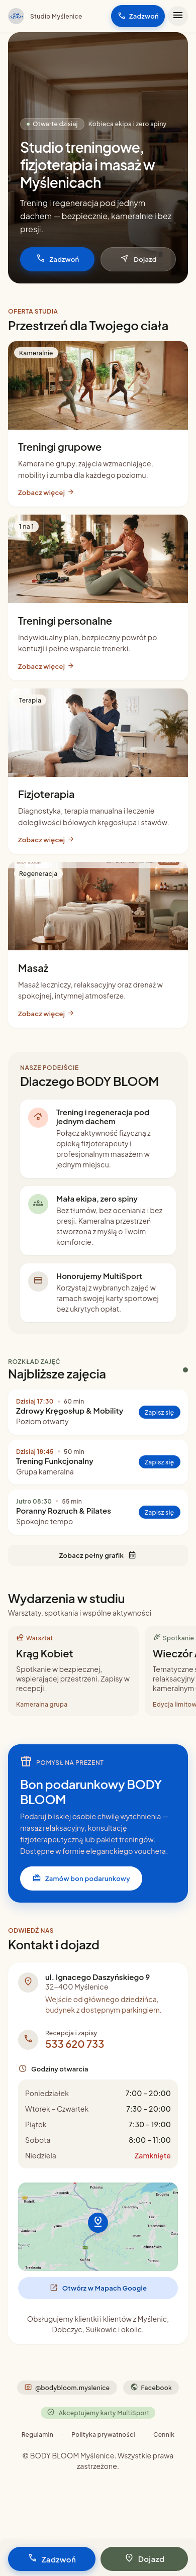 Studio Myślenice
Zadzwoń
Otwarte dzisiaj
Kobieca ekipa i zero spiny
Studio treningowe,
fizjoterapia i masaż w
Myślenicach
Trening i regeneracja pod jednym
dachem — bezpiecznie, kameralnie i bez
presji.
Zadzwoń
Dojazd
OFERTA STUDIA
Przestrzeń dla Twojego ciała
Kameralnie
Treningi grupowe
Kameralne grupy, zajęcia wzmacniające,
mobility i zumba dla każdego poziomu.
Zobacz więcej
1 na 1
Treningi personalne
Indywidualny plan, bezpieczny powrót po
kontuzji i pełne wsparcie trenerki.
Zobacz więcej
Terapia
Fizjoterapia
Diagnostyka, terapia manualna i leczenie
dolegliwości bólowych kręgosłupa i stawów.
Zobacz więcej
Regeneracja
Masaż
Masaż leczniczy, relaksacyjny oraz drenaż w
spokojnej, intymnej atmosferze.
Zobacz więcej
NASZE PODEJŚCIE
Dlaczego BODY BLOOM
Trening i regeneracja pod
jednym dachem
Połącz aktywność fizyczną z
opieką fizjoterapeuty i
profesjonalnym masażem w
jednym miejscu.
Mała ekipa, zero spiny
Bez tłumów, bez oceniania i bez
presji. Kameralna przestrzeń
stworzona z myślą o Twoim
komforcie.
Honorujemy MultiSport
Korzystaj z wybranych zajęć w
ramach swojej karty sportowej
bez ukrytych opłat.
ROZKŁAD ZAJĘĆ
Najbliższe zajęcia
Dzisiaj 17:30 • 60 min
Zdrowy Kręgosłup & Mobility
Poziom otwarty
Zapisz się
Dzisiaj 18:45 • 50 min
Trening Funkcjonalny
Grupa kameralna
Zapisz się
Jutro 08:30 • 55 min
Poranny Rozruch & Pilates
Spokojne tempo
Zapisz się
Zobacz pełny grafik
Wydarzenia w studiu
Warsztaty, spotkania i wspólne aktywności
Warsztat
Krąg Kobiet
Spotkanie w bezpiecznej,
wspierającej przestrzeni. Zapisy w
recepcji.
Kameralna grupa
Spotkanie
Wieczór
Tematyczne
relaksacyjny
kameralnym
Edycja
POMYSŁ NA PREZENT
Bon podarunkowy BODY
BLOOM
Podaruj bliskiej osobie chwilę wytchnienia —
masaż relaksacyjny, konsultację
fizjoterapeutyczną lub pakiet treningów.
Dostępny w formie eleganckiego vouchera.
Zamów bon podarunkowy
ODWIEDŹ NAS
Kontakt i dojazd
ul. Ignacego Daszyńskiego 9
32-400 Myślenice
Wejście od głównego dziedzińca,
budynek z dostępnym parkingiem.
Recepcja i zapisy
533 620 733
Godziny otwarcia
Poniedziałek 7:00 – 20:00
Wtorek – Czwartek 7:30 – 20:00
Piątek 7:30 – 19:00
Sobota 8:00 – 11:00
Niedziela Zamknięte
Otwórz w Mapach Google
Obsługujemy klientki i klientów z Myślenic,
Dobczyc, Sułkowic i okolic.
@bodybloom.myslenice
Facebook
Akceptujemy karty MultiSport
Regulamin
Polityka prywatności
Cennik
© BODY BLOOM Myślenice. Wszystkie prawa
zastrzeżone.
Zadzwoń
Dojazd